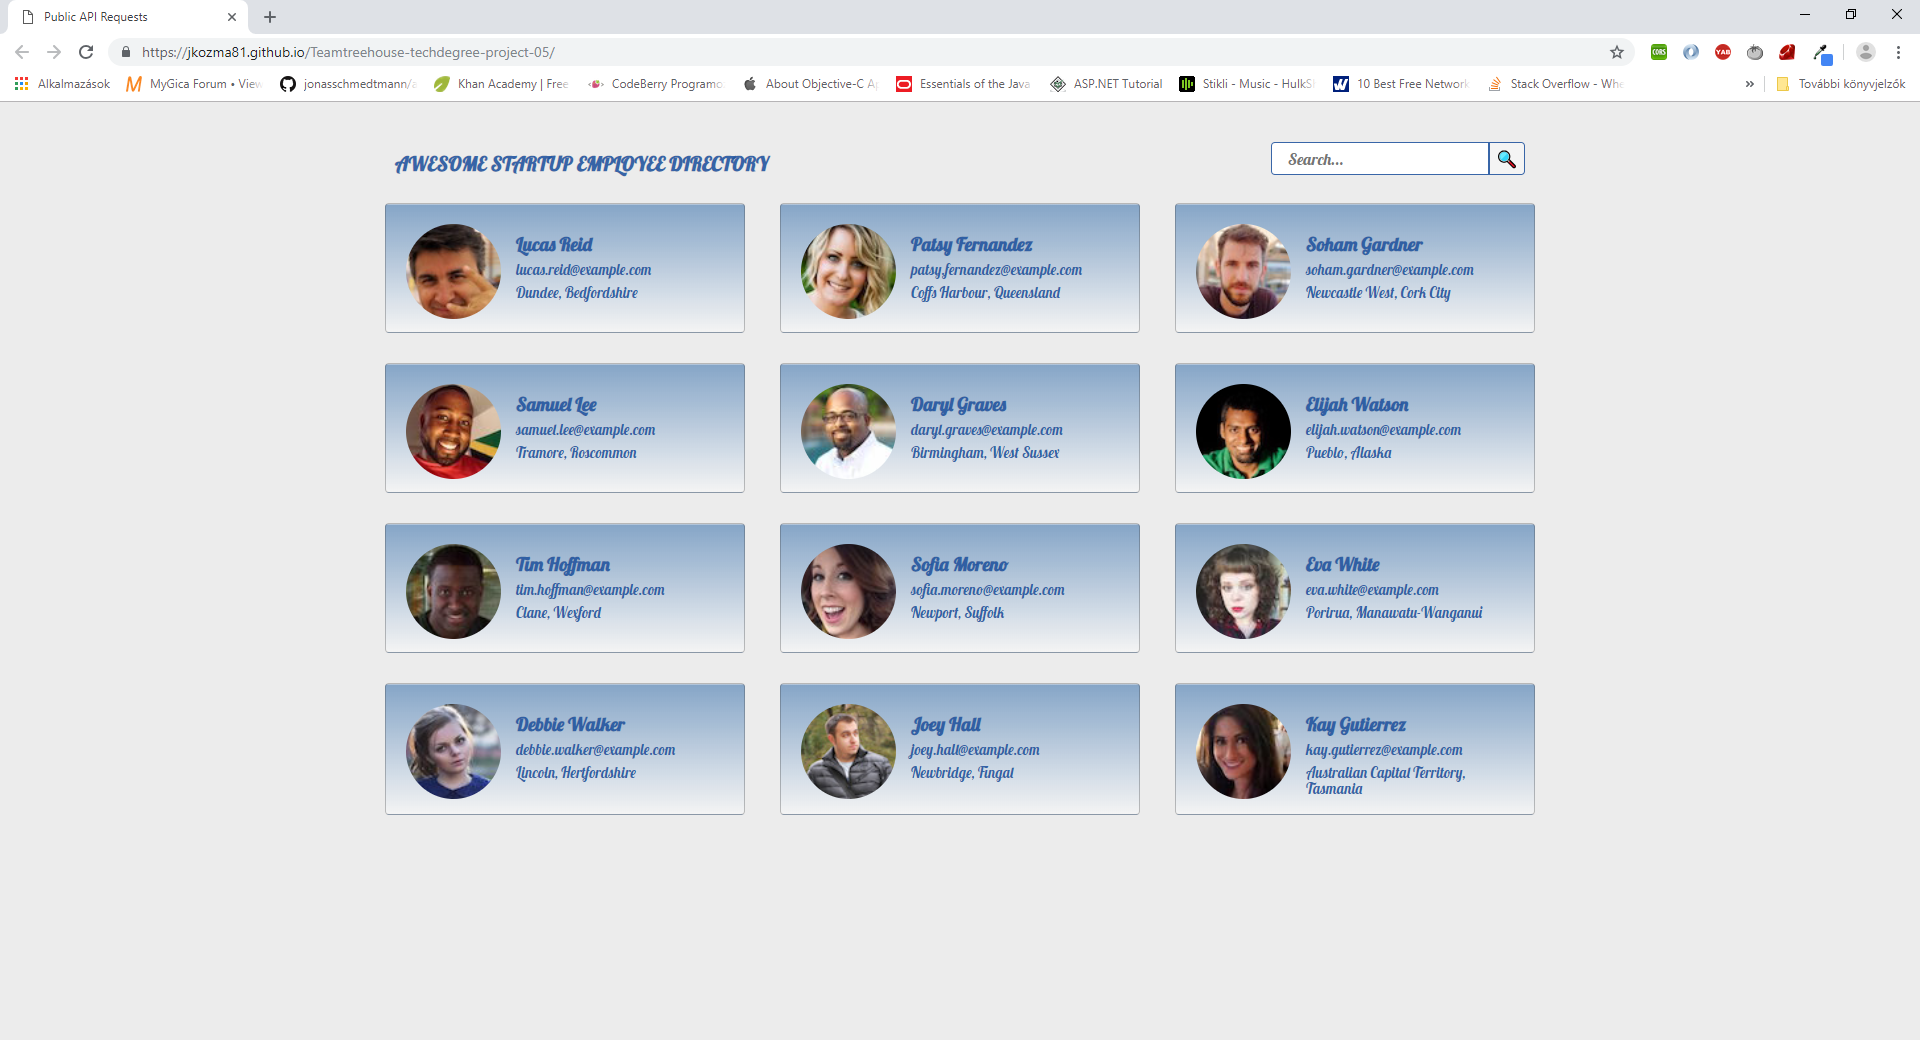 Public API Requests
https://jkozma81.github.io/Teamtreehouse-techdegree-project-05/
CORS
YAB
Alkalmazások
MyGica Forum • View
jonasschmedtmann/
Khan Academy | Free
CodeBerry Programo
About Objective-C A
Essentials of the Java
ASP.NET Tutorial
Stikli - Music - HulkS
10 Best Free Network
Stack Overflow - Whe
»
További könyvjelzők
AWESOME STARTUP EMPLOYEE DIRECTORY
Search...
Lucas Reid
lucas.reid@example.com
Dundee, Bedfordshire
Patsy Fernandez
patsy.fernandez@example.com
Coffs Harbour, Queensland
Soham Gardner
soham.gardner@example.com
Newcastle West, Cork City
Samuel Lee
samuel.lee@example.com
Tramore, Roscommon
Daryl Graves
daryl.graves@example.com
Birmingham, West Sussex
Elijah Watson
elijah.watson@example.com
Pueblo, Alaska
Tim Hoffman
tim.hoffman@example.com
Clane, Wexford
Sofia Moreno
sofia.moreno@example.com
Newport, Suffolk
Eva White
eva.white@example.com
Porirua, Manawatu-Wanganui
Debbie Walker
debbie.walker@example.com
Lincoln, Hertfordshire
Joey Hall
joey.hall@example.com
Newbridge, Fingal
Kay Gutierrez
kay.gutierrez@example.com
Australian Capital Territory,
Tasmania